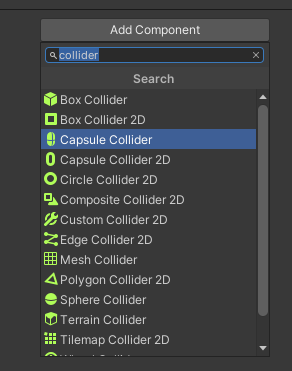 Add Component
collider
Search
Box Collider
Box Collider 2D
Capsule Collider
Capsule Collider 2D
Circle Collider 2D
Composite Collider 2D
Custom Collider 2D
Edge Collider 2D
Mesh Collider
Polygon Collider 2D
Sphere Collider
Terrain Collider
Tilemap Collider 2D